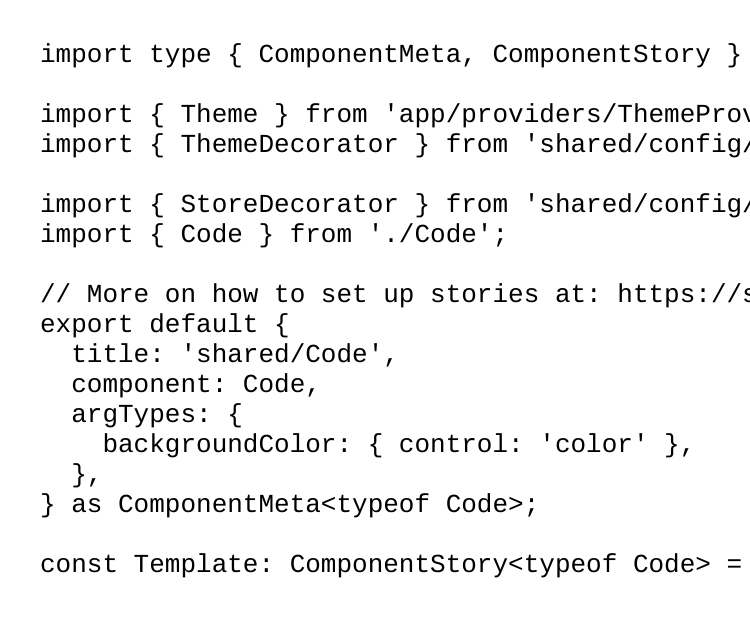 import type { ComponentMeta, ComponentStory }
import { Theme } from 'app/providers/ThemeProv
import { ThemeDecorator } from 'shared/config/
import { StoreDecorator } from 'shared/config/
import { Code } from './Code';
// More on how to set up stories at: https://s
export default {
  title: 'shared/Code',
  component: Code,
  argTypes: {
    backgroundColor: { control: 'color' },
  },
} as ComponentMeta<typeof Code>;
const Template: ComponentStory<typeof Code> =